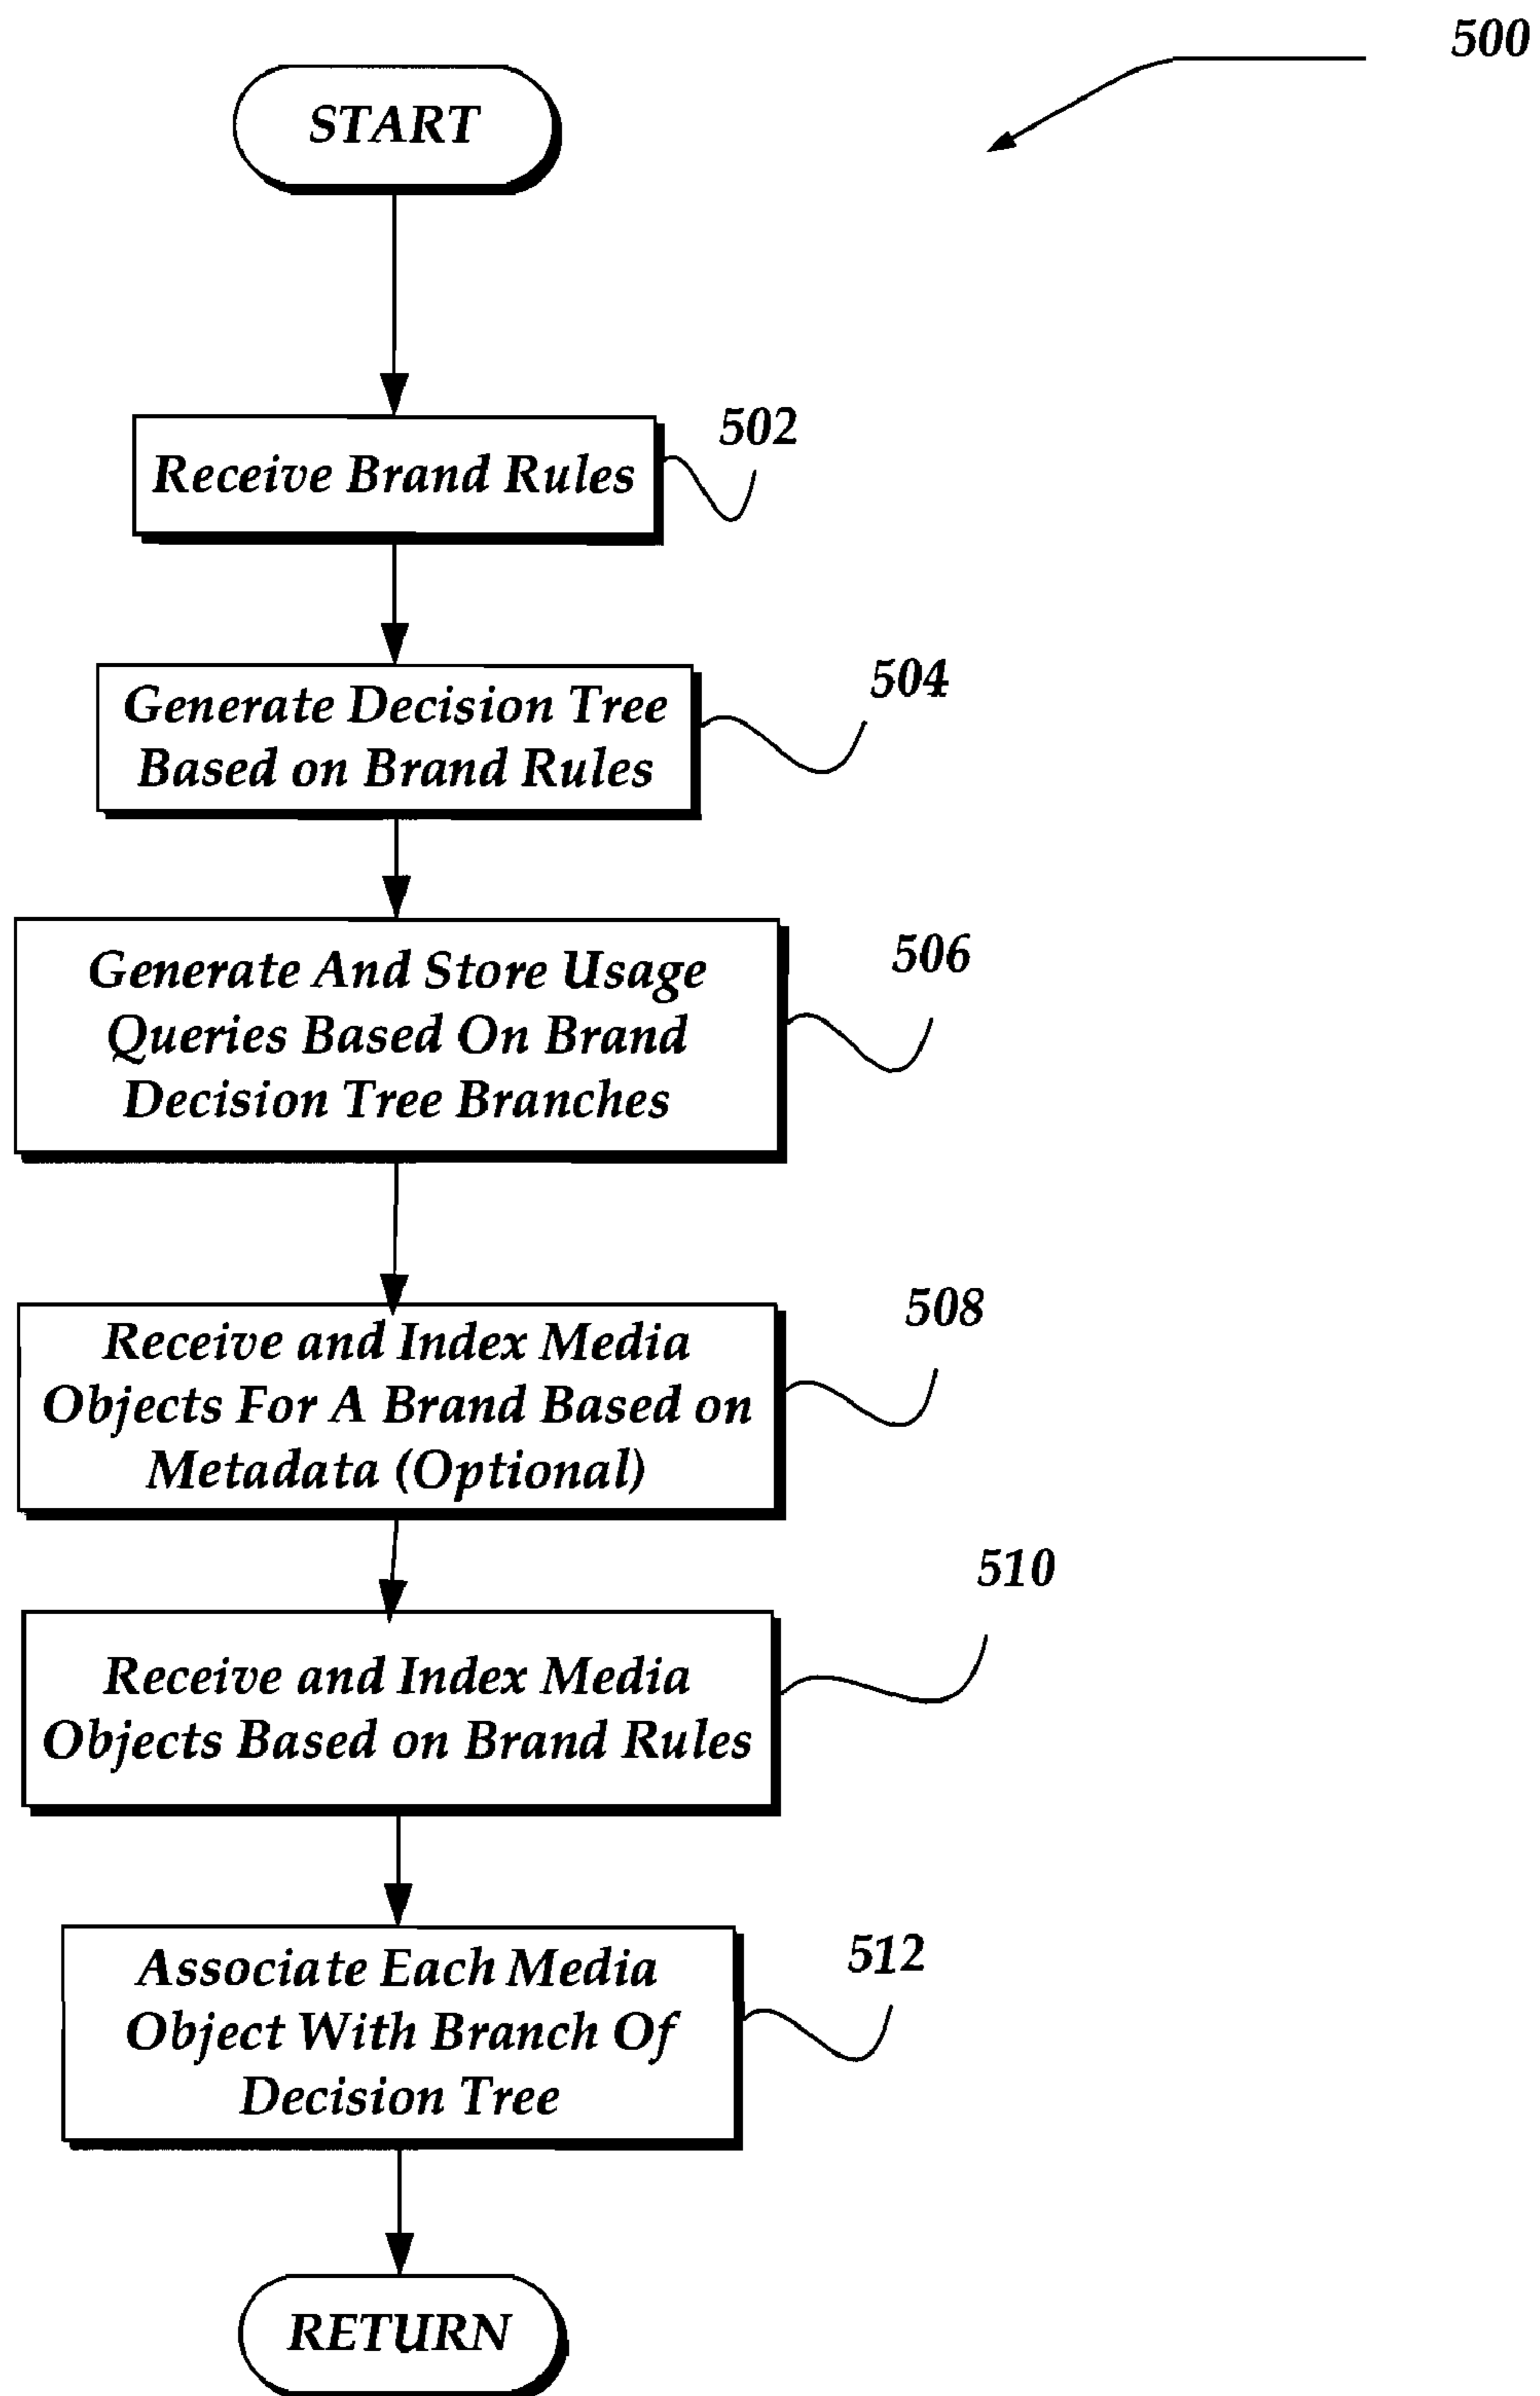 500
START
Receive Brand Rules
502
Generate Decision Tree
Based on Brand Rules
504
Generate And Store Usage
Queries Based On Brand
Decision Tree Branches
506
Receive and Index Media
Objects For A Brand Based on
Metadata (Optional)
508
Receive and Index Media
Objects Based on Brand Rules
510
Associate Each Media
Object With Branch Of
Decision Tree
512
RETURN